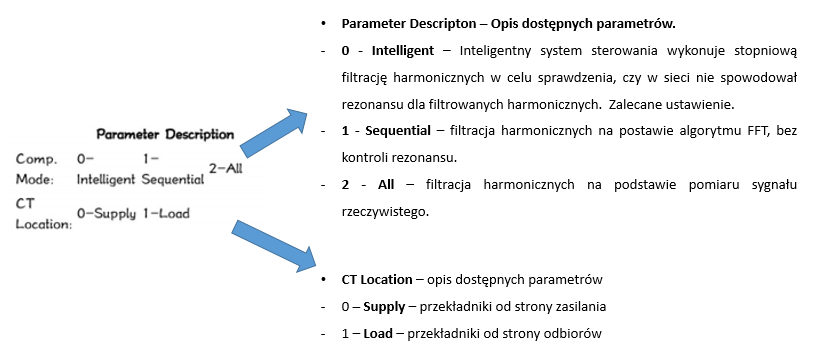 Parameter Description
Comp. 0- 1-
2-All
Mode: Intelligent Sequential
CT
0-Supply 1-Load
Location:
• Parameter Descripton – Opis dostępnych parametrów.
- 0 - Intelligent – Inteligentny system sterowania wykonuje stopniową
filtrację harmonicznych w celu sprawdzenia, czy w sieci nie spowodował
rezonansu dla filtrowanych harmonicznych. Zalecane ustawienie.
- 1 - Sequential – filtracja harmonicznych na postawie algorytmu FFT, bez
kontroli rezonansu.
- 2 - All – filtracja harmonicznych na podstawie pomiaru sygnału
rzeczywistego.
• CT Location – opis dostępnych parametrów
- 0 – Supply – przekładniki od strony zasilania
- 1 – Load – przekładniki od strony odbiorów